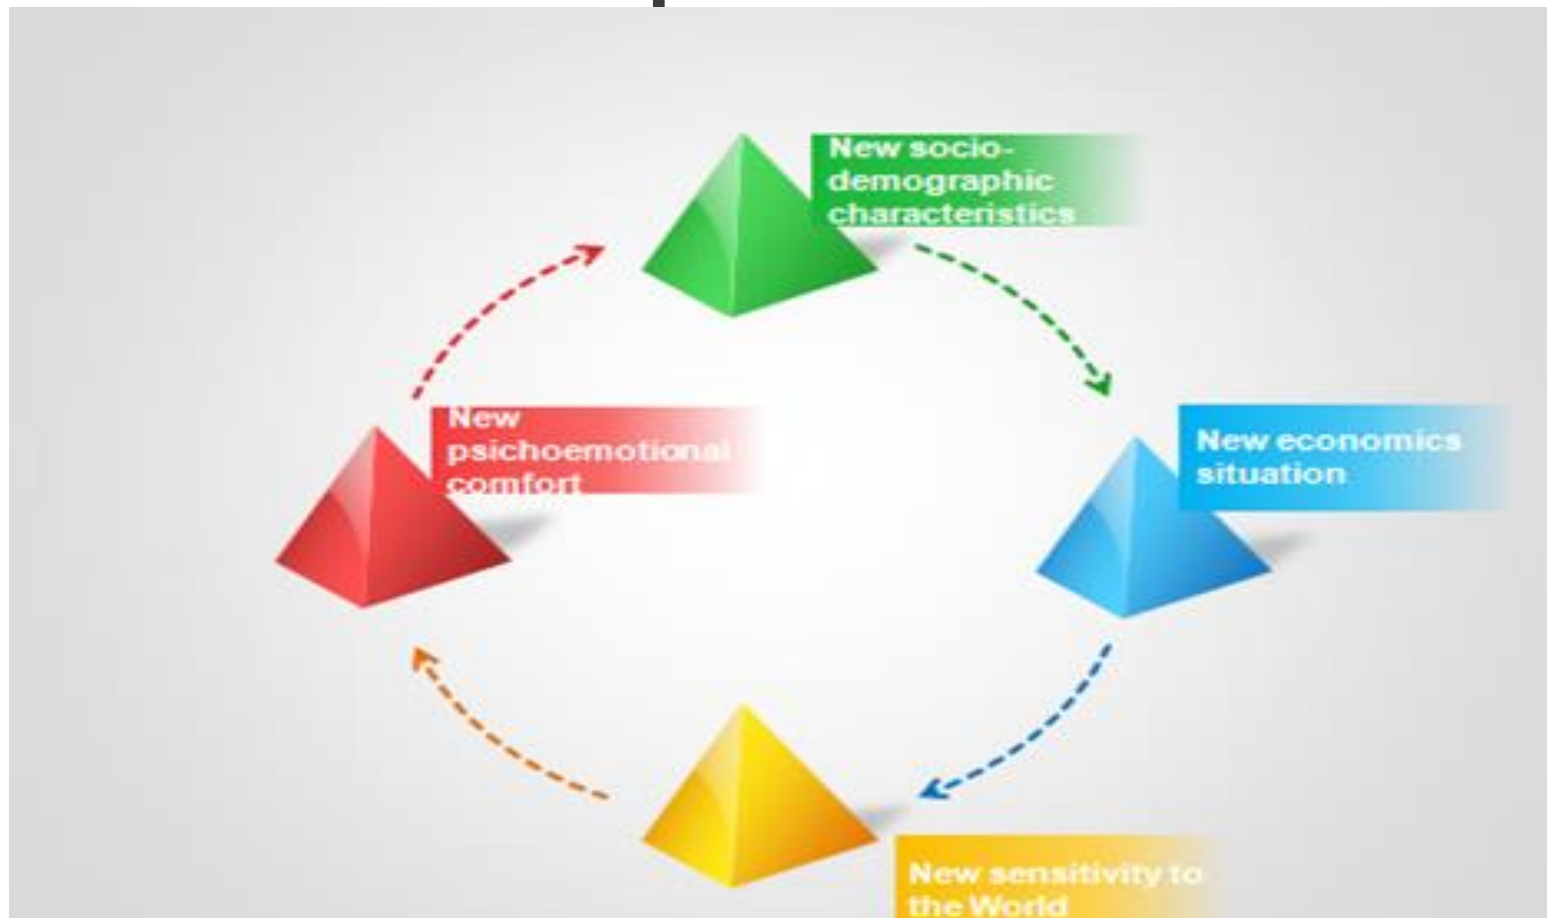 New socio-
demographic
characteristics
New
psichoemotional
comfort
New economics
situation
New sensitivity to
the World